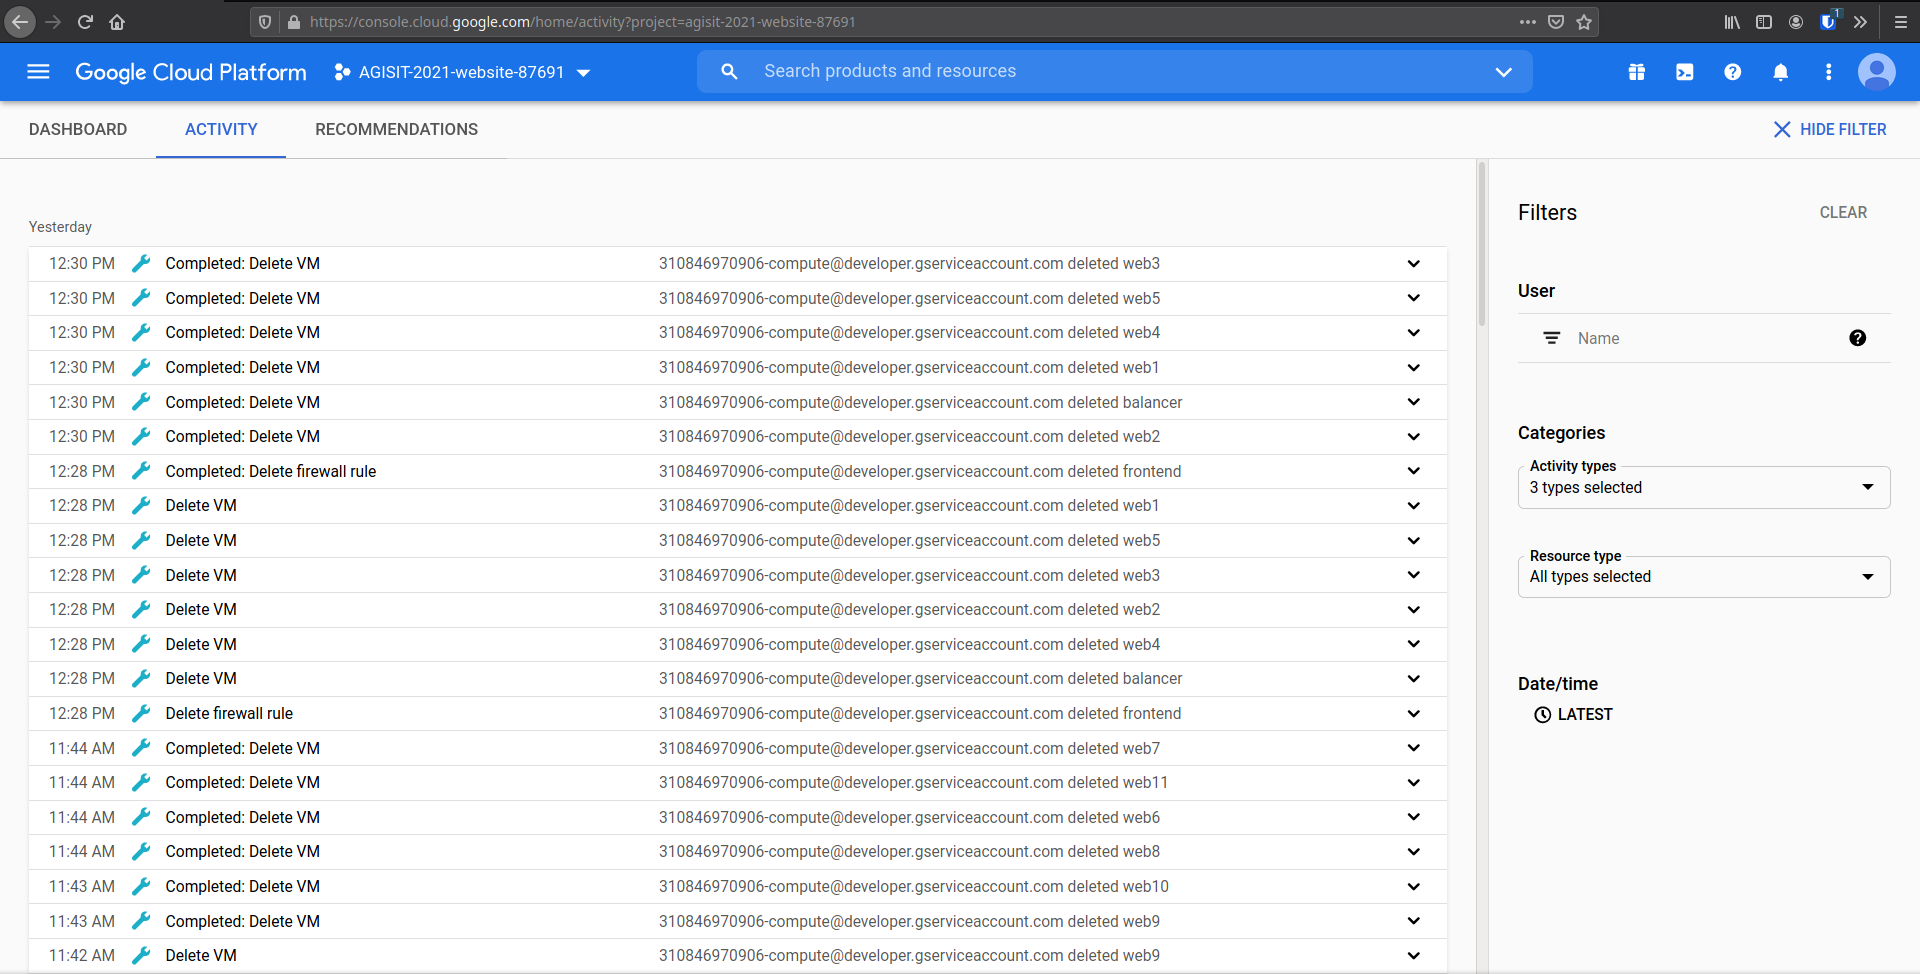 https://console.cloud.google.com/home/activity?project=agisit-2021-website-87691
1
Google Cloud Platform
AGISIT-2021-website-87691
Search products and resources
DASHBOARD
ACTIVITY
RECOMMENDATIONS
HIDE FILTER
Yesterday
12:30 PM Completed: Delete VM 310846970906-compute@developer.gserviceaccount.com deleted web3
12:30 PM Completed: Delete VM 310846970906-compute@developer.gserviceaccount.com deleted web5
12:30 PM Completed: Delete VM 310846970906-compute@developer.gserviceaccount.com deleted web4
12:30 PM Completed: Delete VM 310846970906-compute@developer.gserviceaccount.com deleted web1
12:30 PM Completed: Delete VM 310846970906-compute@developer.gserviceaccount.com deleted balancer
12:30 PM Completed: Delete VM 310846970906-compute@developer.gserviceaccount.com deleted web2
12:28 PM Completed: Delete firewall rule 310846970906-compute@developer.gserviceaccount.com deleted frontend
12:28 PM Delete VM 310846970906-compute@developer.gserviceaccount.com deleted web1
12:28 PM Delete VM 310846970906-compute@developer.gserviceaccount.com deleted web5
12:28 PM Delete VM 310846970906-compute@developer.gserviceaccount.com deleted web3
12:28 PM Delete VM 310846970906-compute@developer.gserviceaccount.com deleted web2
12:28 PM Delete VM 310846970906-compute@developer.gserviceaccount.com deleted web4
12:28 PM Delete VM 310846970906-compute@developer.gserviceaccount.com deleted balancer
12:28 PM Delete firewall rule 310846970906-compute@developer.gserviceaccount.com deleted frontend
11:44 AM Completed: Delete VM 310846970906-compute@developer.gserviceaccount.com deleted web7
11:44 AM Completed: Delete VM 310846970906-compute@developer.gserviceaccount.com deleted web11
11:44 AM Completed: Delete VM 310846970906-compute@developer.gserviceaccount.com deleted web6
11:44 AM Completed: Delete VM 310846970906-compute@developer.gserviceaccount.com deleted web8
11:43 AM Completed: Delete VM 310846970906-compute@developer.gserviceaccount.com deleted web10
11:43 AM Completed: Delete VM 310846970906-compute@developer.gserviceaccount.com deleted web9
11:42 AM Delete VM 310846970906-compute@developer.gserviceaccount.com deleted web9
Filters
CLEAR
User
Name
Categories
Activity types
3 types selected
Resource type
All types selected
Date/time
LATEST